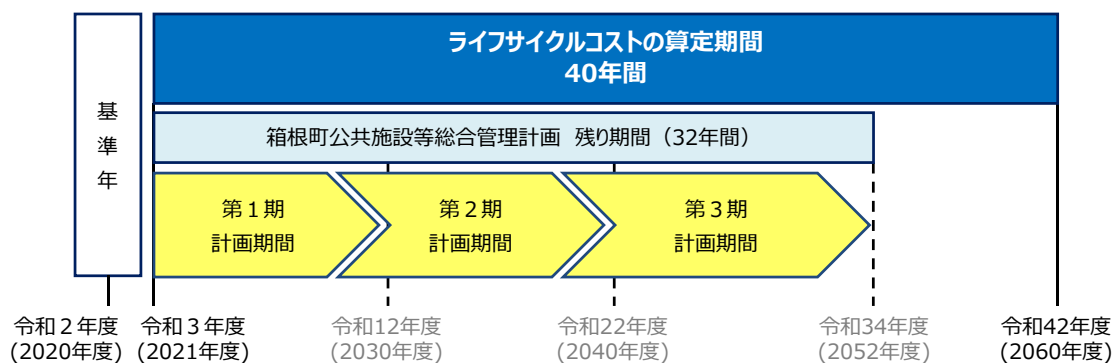 ライフサイクルコストの算定期間
40年間
基
準
年
箱根町公共施設等総合管理計画 残り期間（32年間）
第１期
計画期間
第２期
計画期間
第３期
計画期間
令和２年度
(2020年度)
令和３年度
(2021年度)
令和12年度
(2030年度)
令和22年度
(2040年度)
令和34年度
(2052年度)
令和42年度
(2060年度)